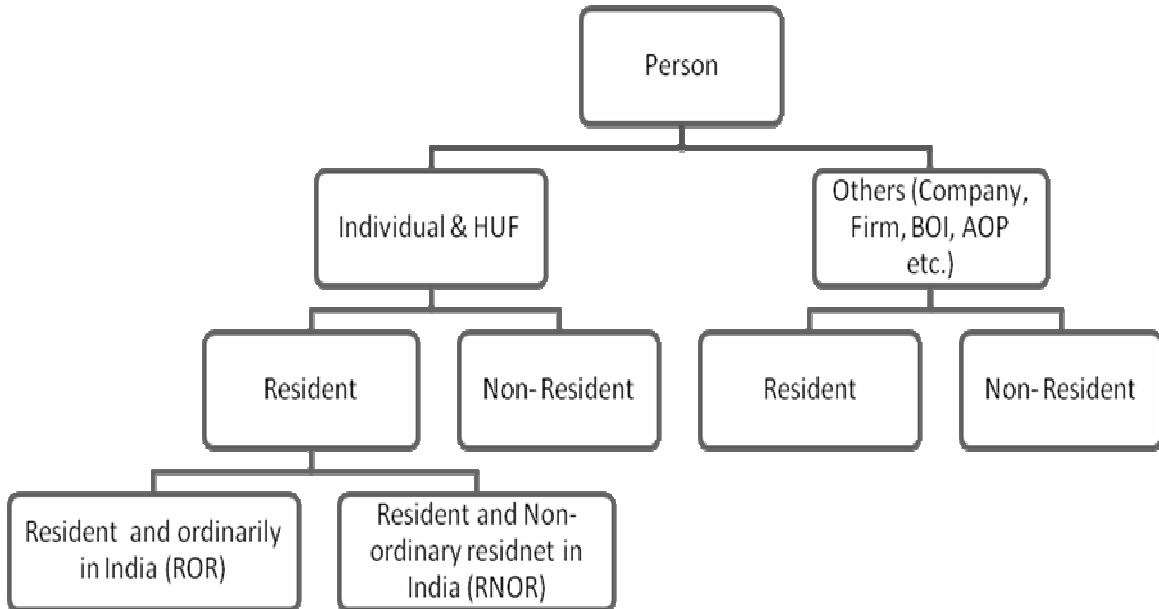 Person
Individual & HUF
Others (Company,
Firm, BOI, AOP
etc.)
Resident
Non- Resident
Resident
Non- Resident
Resident and ordinarily
in India (ROR)
Resident and Non-
ordinary residnet in
India (RNOR)